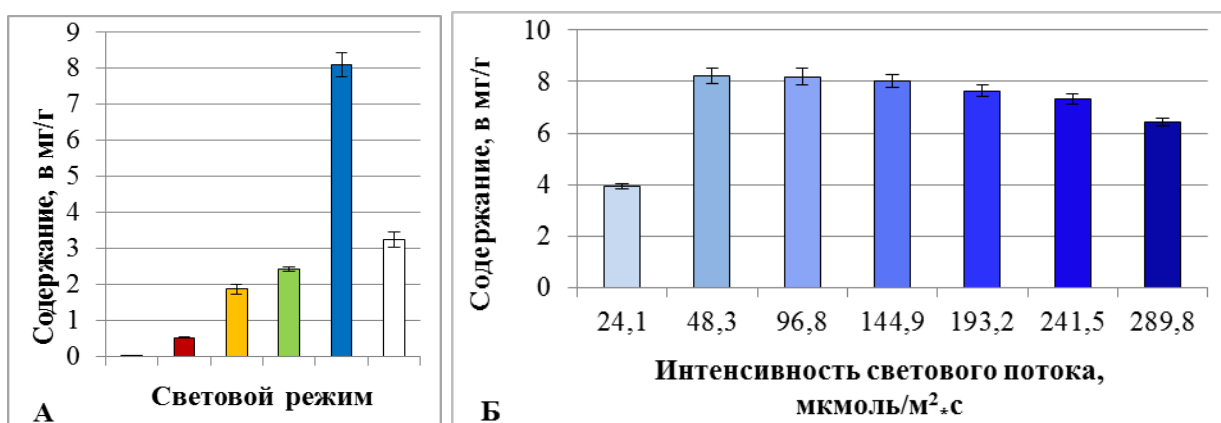 Содержание, в мг/г
9
8
7
6
5
4
3
2
1
0
Световой режим
А
Содержание, в мг/г
10
8
6
4
2
0
24,1 48,3 96,8 144,9 193,2 241,5 289,8
Интенсивность светового потока,
мкмоль/м²*с
Б